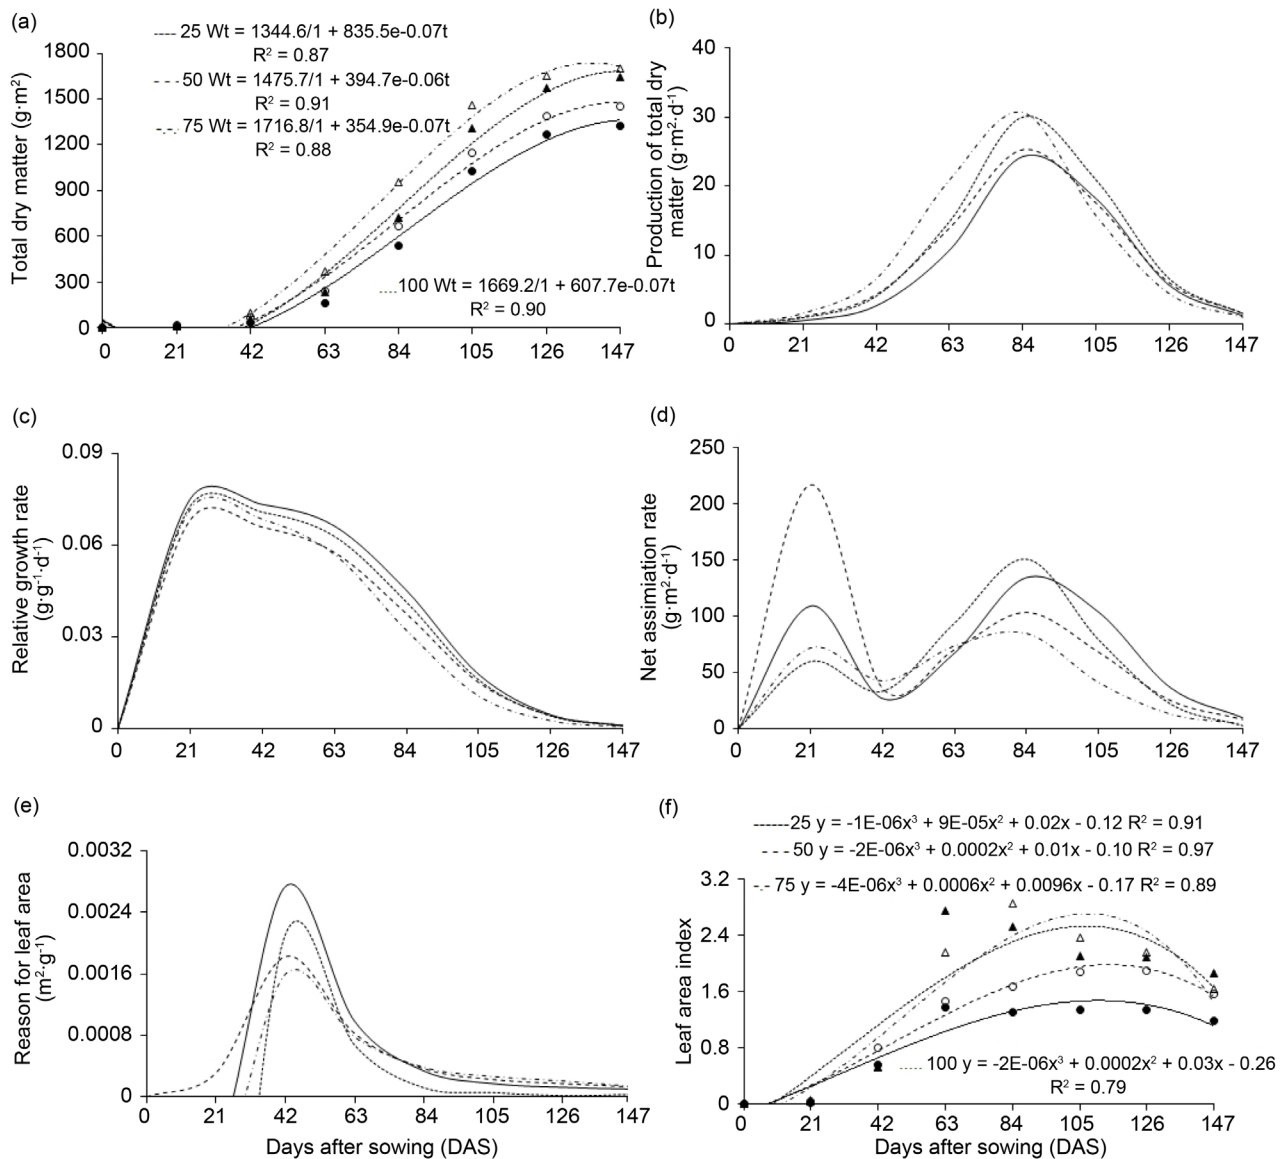 (a)
25 Wt = 1344.6/1 + 835.5e-0.07t
R² = 0.87
50 Wt = 1475.7/1 + 394.7e-0.06t
R² = 0.91
75 Wt = 1716.8/1 + 354.9e-0.07t
R² = 0.88
100 Wt = 1669.2/1 + 607.7e-0.07t
R² = 0.90
Total dry matter (g·m²)
1800
1500
1200
900
600
300
0
0 21 42 63 84 105 126 147
(b)
Production of total dry
matter (g·m²·d⁻¹)
40
30
20
10
0
0 21 42 63 84 105 126 147
(c)
Relative growth rate
(g·g⁻¹·d⁻¹)
0.09
0.06
0.03
0
0 21 42 63 84 105 126 147
(d)
Net assimiation rate
(g·m²·d⁻¹)
250
200
150
100
50
0
0 21 42 63 84 105 126 147
(e)
Reason for leaf area
(m²·g⁻¹)
0.0032
0.0024
0.0016
0.0008
0
0 21 42 63 84 105 126 147
Days after sowing (DAS)
(f)
25 y = -1E-06x³ + 9E-05x² + 0.02x - 0.12 R² = 0.91
50 y = -2E-06x³ + 0.0002x² + 0.01x - 0.10 R² = 0.97
75 y = -4E-06x³ + 0.0006x² + 0.0096x - 0.17 R² = 0.89
100 y = -2E-06x³ + 0.0002x² + 0.03x - 0.26
R² = 0.79
Leaf area index
3.2
2.4
1.6
0.8
0
0 21 42 63 84 105 126 147
Days after sowing (DAS)